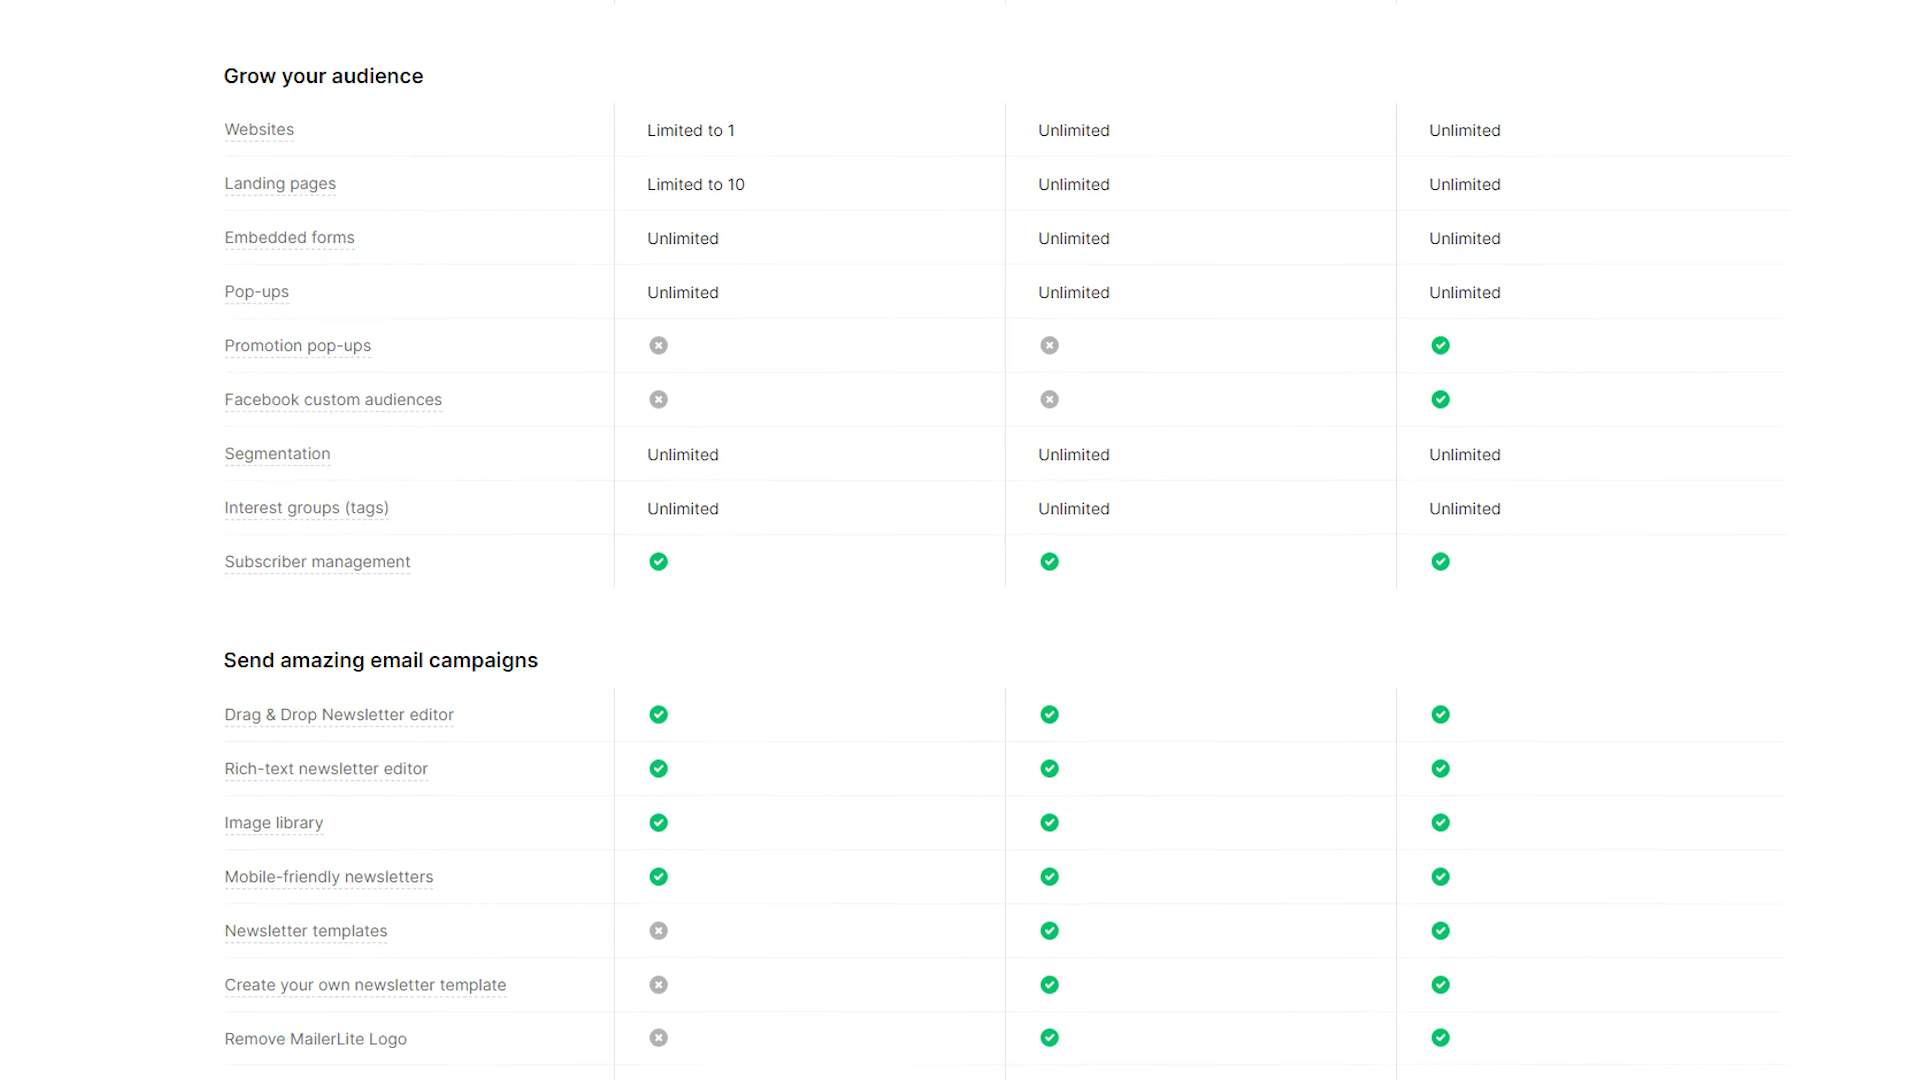 Grow your audience
Websites Limited to 1 Unlimited Unlimited
Landing pages Limited to 10 Unlimited Unlimited
Embedded forms Unlimited Unlimited Unlimited
Pop-ups Unlimited Unlimited Unlimited
Promotion pop-ups
Facebook custom audiences
Segmentation Unlimited Unlimited Unlimited
Interest groups (tags) Unlimited Unlimited Unlimited
Subscriber management
Send amazing email campaigns
Drag & Drop Newsletter editor
Rich-text newsletter editor
Image library
Mobile-friendly newsletters
Newsletter templates
Create your own newsletter template
Remove MailerLite Logo